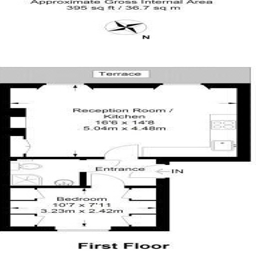 Approximate Gross Internal Area
395 sq ft / 36.7 sq m
N
Terrace
Reception Room /
Kitchen
16'6 x 14'8
5.04m x 4.48m
Entrance
IN
Bedroom
10'7 x 7'11
3.23m x 2.42m
First Floor